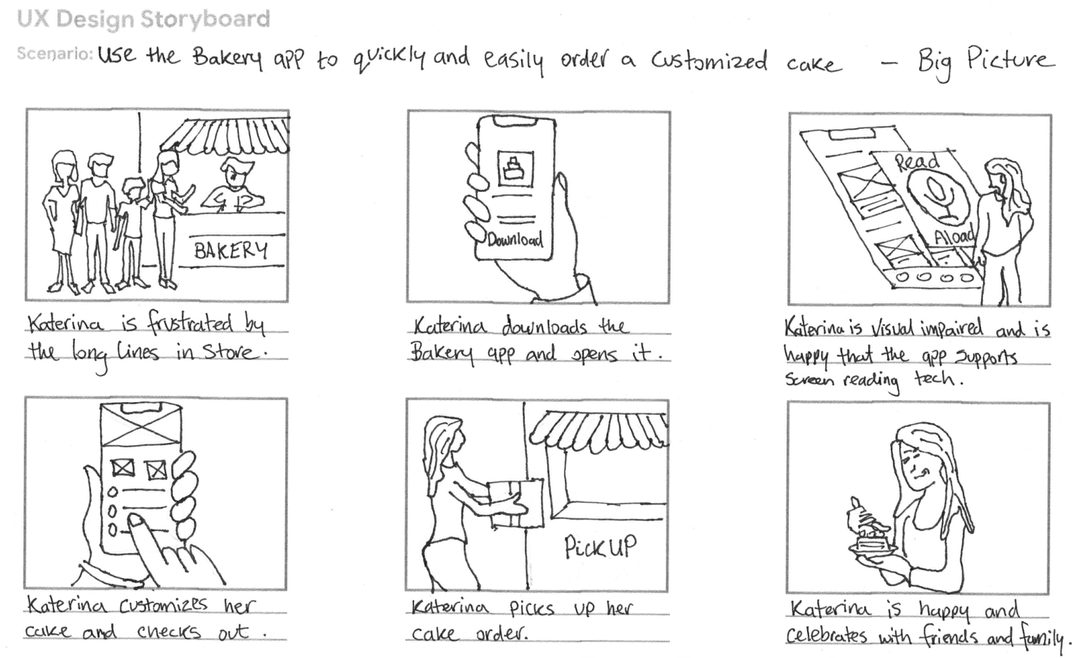 UX Design Storyboard
Scenario: Use the Bakery app to quickly and easily order a customized cake - Big Picture
BAKERY
Katerina is frustrated by
the long lines in store.
Download
Katerina downloads the
Bakery app and opens it.
Read
Aload
Katerina is visual impaired and is
happy that the app supports
screen reading tech.
Katerina customizes her
cake and checks out.
PICK UP
Katerina picks up her
cake order.
Katerina is happy and
celebrates with friends and family.